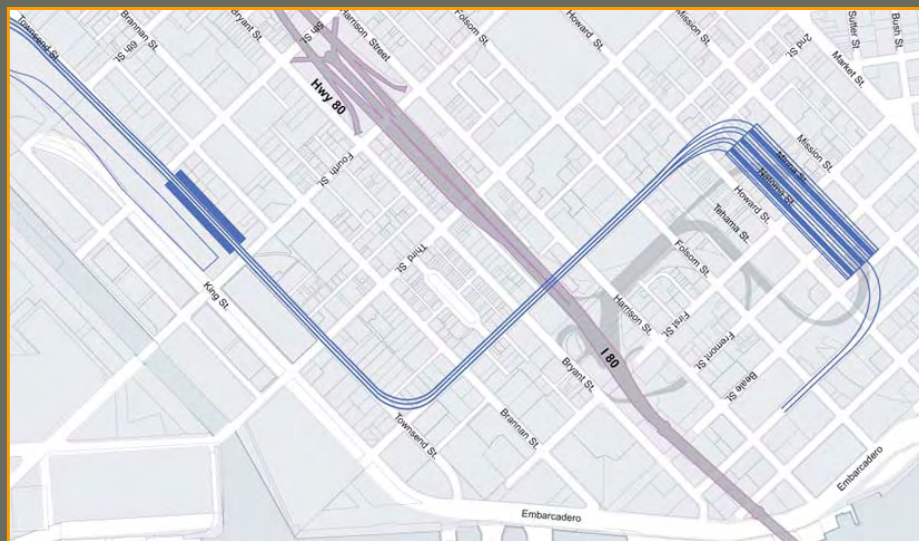 Townsend St.
Brannan St.
6th St.
Bryant St.
5th St.
Harrison Street
Folsom St.
Howard St.
Mission St.
2nd St.
Sutter St.
Bush St.
Market St.
Hwy 80
Fourth St.
Mission St.
Minna St.
Natoma St.
Howard St.
Tehama St.
Folsom St.
Third St.
King St.
Harrison St.
First St.
Fremont St.
Beale St.
I 80
Bryant St.
Brannan St.
Townsend St.
Embarcadero
Embarcadero